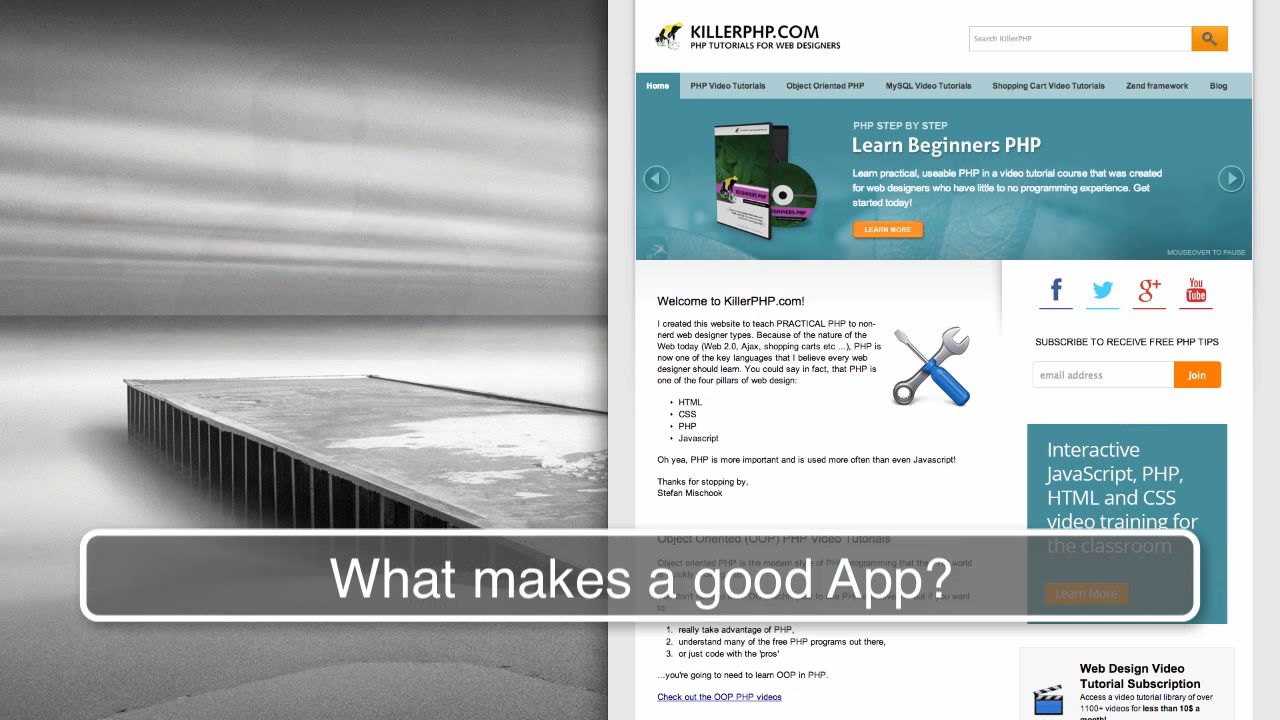 KILLERPHP.COM
PHP TUTORIALS FOR WEB DESIGNERS
Search KillerPHP
Home
PHP Video Tutorials
Object Oriented PHP
MySQL Video Tutorials
Shopping Cart Video Tutorials
Zend framework
Blog
PHP STEP BY STEP
Learn Beginners PHP
Learn practical, useable PHP in a video tutorial course that was created
for web designers who have little to no programming experience. Get
started today!
LEARN MORE
BEGINNERS PHP
BEGINNERS PHP
MOUSEOVER TO PAUSE
Welcome to KillerPHP.com!
I created this website to teach PRACTICAL PHP to non-
nerd web designer types. Because of the nature of the
Web today (Web 2.0, Ajax, shopping carts etc ...), PHP is
now one of the key languages that I believe every web
designer should learn. You could say in fact, that PHP is
one of the four pillars of web design:
HTML
CSS
PHP
Javascript
Oh yea, PHP is more important and is used more often than even Javascript!
Thanks for stopping by,
Stefan Mischook
f
g+
You
Tube
SUBSCRIBE TO RECEIVE FREE PHP TIPS
email address
Join
Interactive
JavaScript, PHP,
HTML and CSS
video training for
the classroom
Learn More
Object Oriented (OOP) PHP Video Tutorials
What makes a good App?
to:
1. really take advantage of PHP,
2. understand many of the free PHP programs out there,
3. or just code with the 'pros'
...you're going to need to learn OOP in PHP.
Check out the OOP PHP videos
Web Design Video
Tutorial Subscription
Access a video tutorial library of over
1100+ videos for less than 10$ a
month!